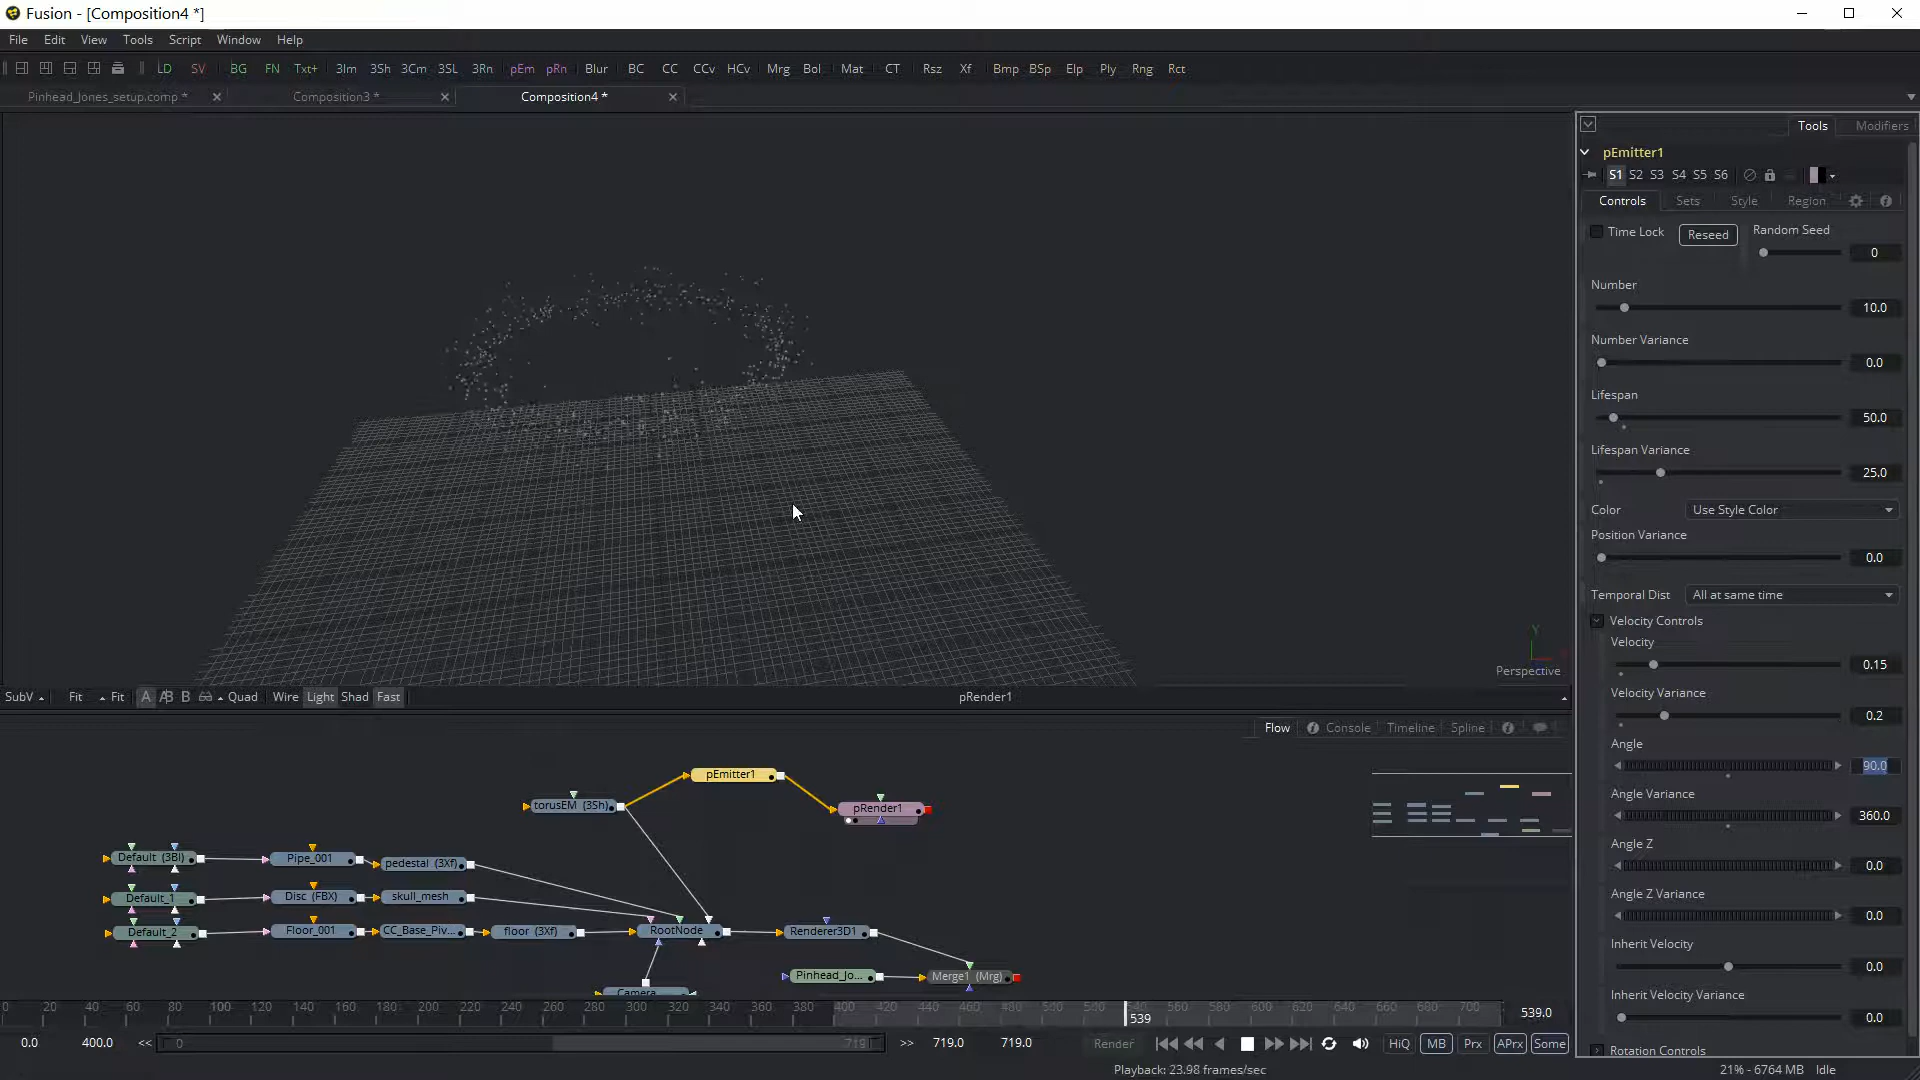 Fusion - [Composition4 *]
File Edit View Tools Script Window Help
LD SV BG FN Txt+ 3Im 3Sh 3Cm 3SL 3Rn pEm pRn Blur BC CC CCv HCv Mrg Bol Mat CT Rsz Xf Bmp BSp Elp Ply Rng Rct
Pinhead_Jones_setup.comp * Composition3 * Composition4 *
Tools Modifiers
pEmitter1
S1 S2 S3 S4 S5 S6
Controls Sets Style Region
Time Lock Reseed Random Seed
0
Number
10.0
Number Variance
0.0
Lifespan
50.0
Lifespan Variance
25.0
Color Use Style Color
Position Variance
0.0
Temporal Dist All at same time
Velocity Controls
Velocity
0.15
Velocity Variance
0.2
Angle
90.0
Angle Variance
360.0
Angle Z
0.0
Angle Z Variance
0.0
Inherit Velocity
0.0
Inherit Velocity Variance
0.0
Rotation Controls
Y
Perspective
SubV Fit Fit A B Quad Wire Light Shad Fast pRender1
Flow Console Timeline Spline
pEmitter1
torusEM (3Sh)
pRender1
Default (3Bl) Pipe_001 pedestal (3Xf)
Default_1 Disc (FBX) skull_mesh
Default_2 Floor_001 CC_Base_Piv... floor (3Xf) RootNode Renderer3D1
Pinhead_Jo... Merge1 (Mrg)
Camera
0 20 40 60 80 100 120 140 160 180 200 220 240 260 280 300 320 340 360 380 400 420 440 460 480 500 520 540 560 580 600 620 640 660 680 700
539 539.0
0.0 400.0 << 0 719 >> 719.0 719.0 Render HiQ MB Prx APrx Some
Playback: 23.98 frames/sec 21% - 6764 MB Idle